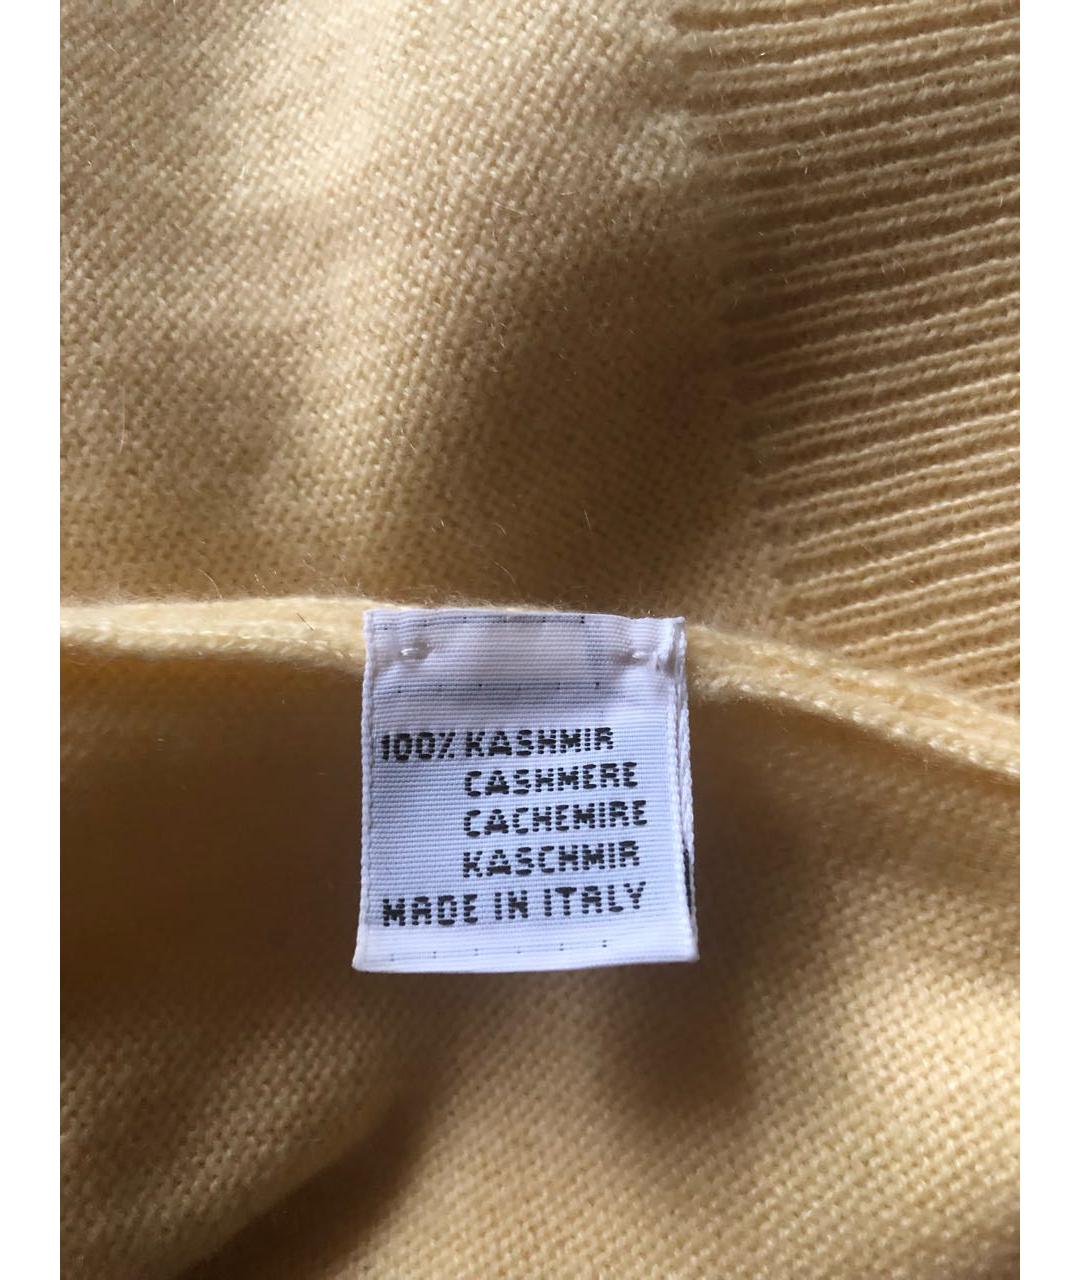 100% KASHMIR
CASHMERE
CACHEMIRE
KASCHMIR
MADE IN ITALY